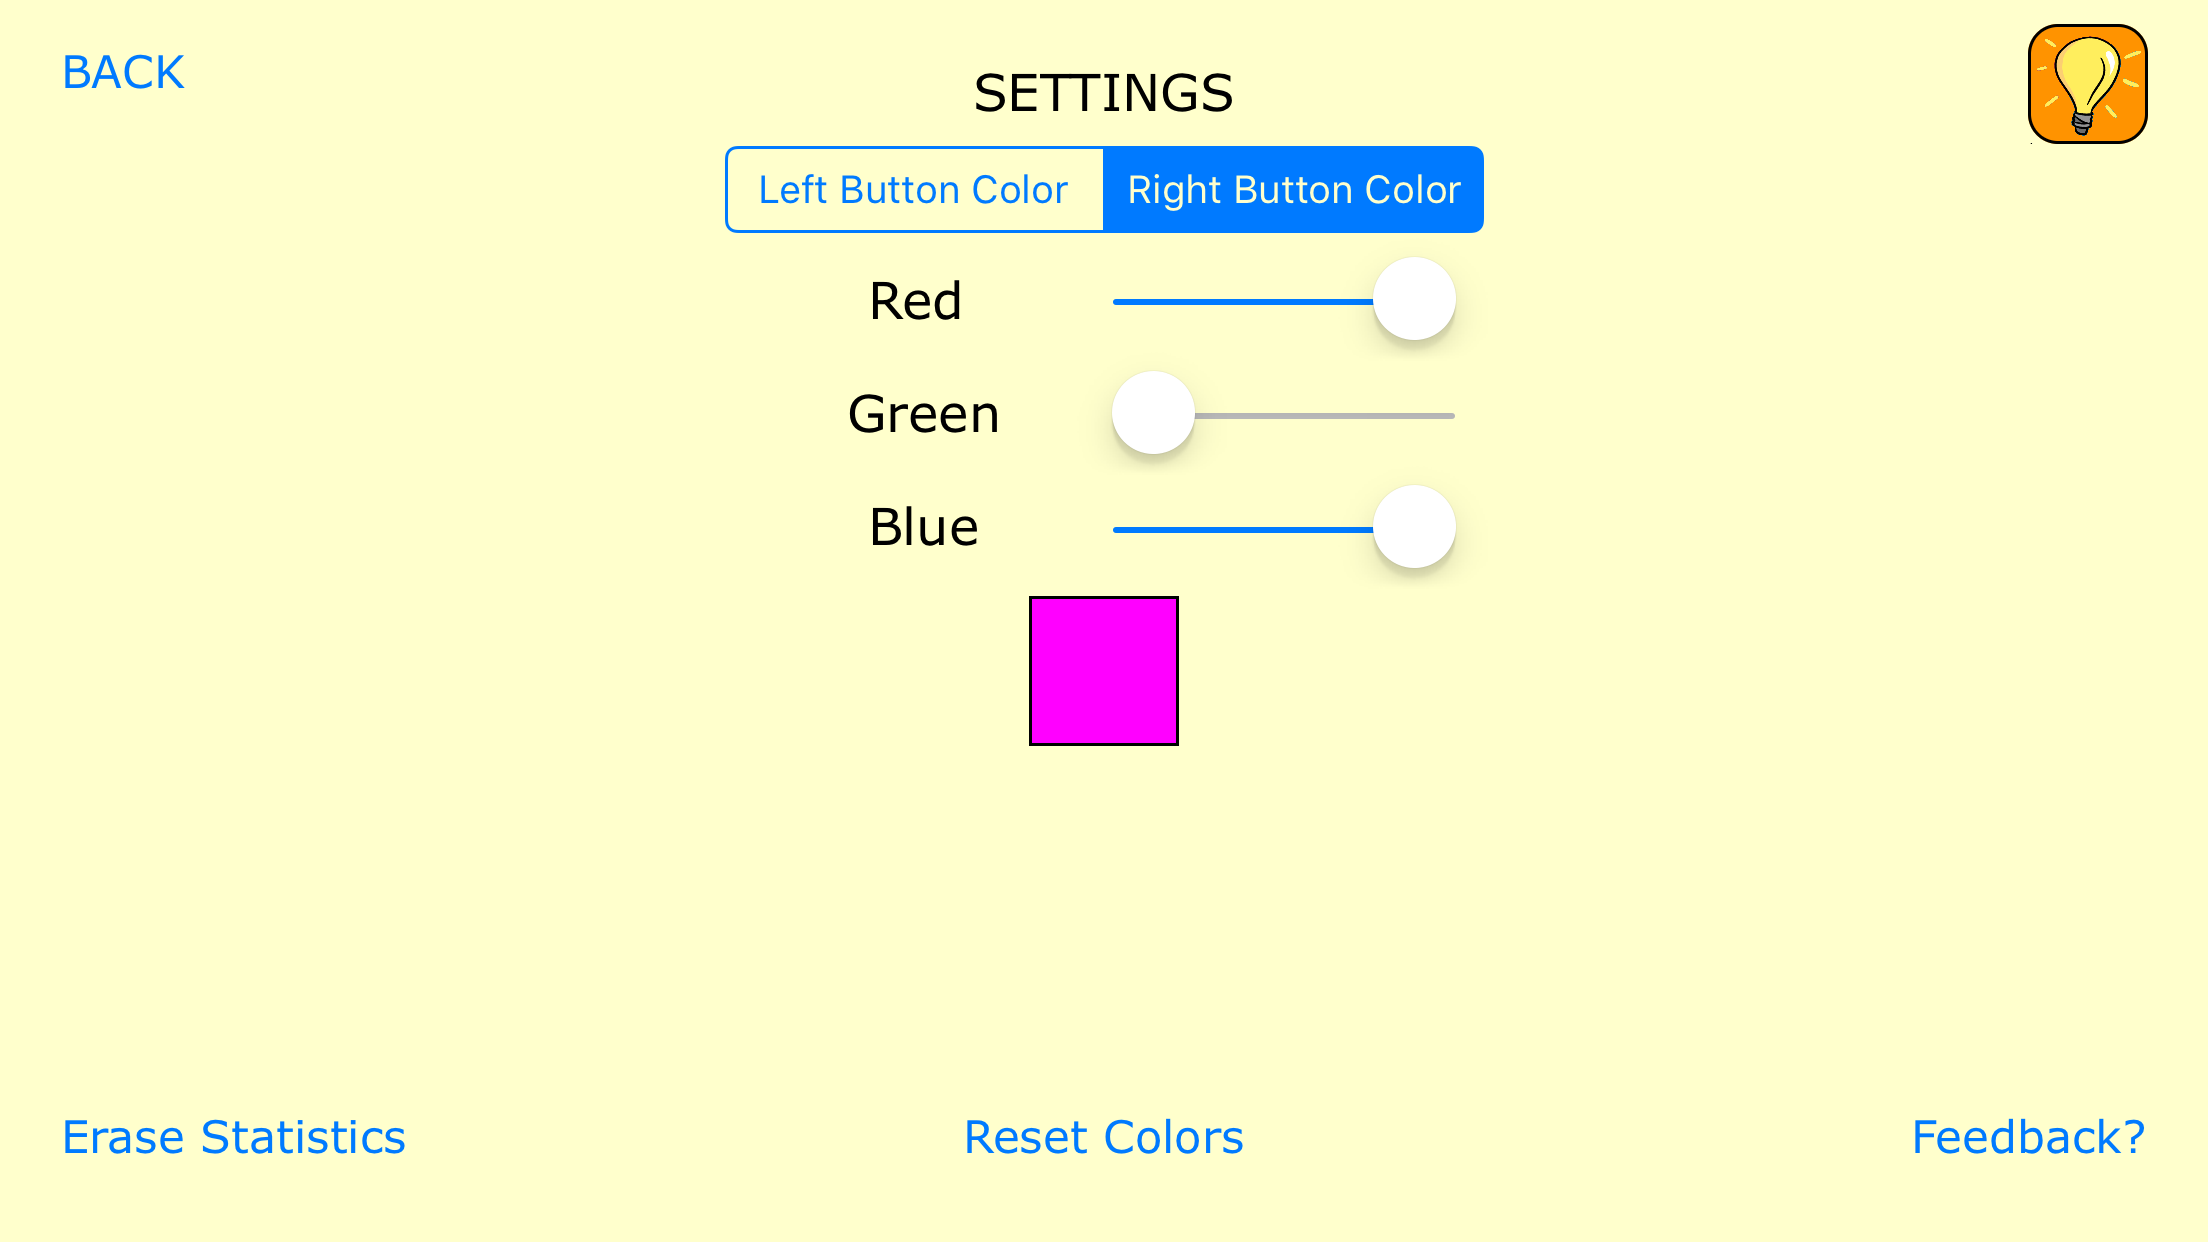 BACK
SETTINGS
Left Button Color
Right Button Color
Red
Green
Blue
Erase Statistics
Reset Colors
Feedback?